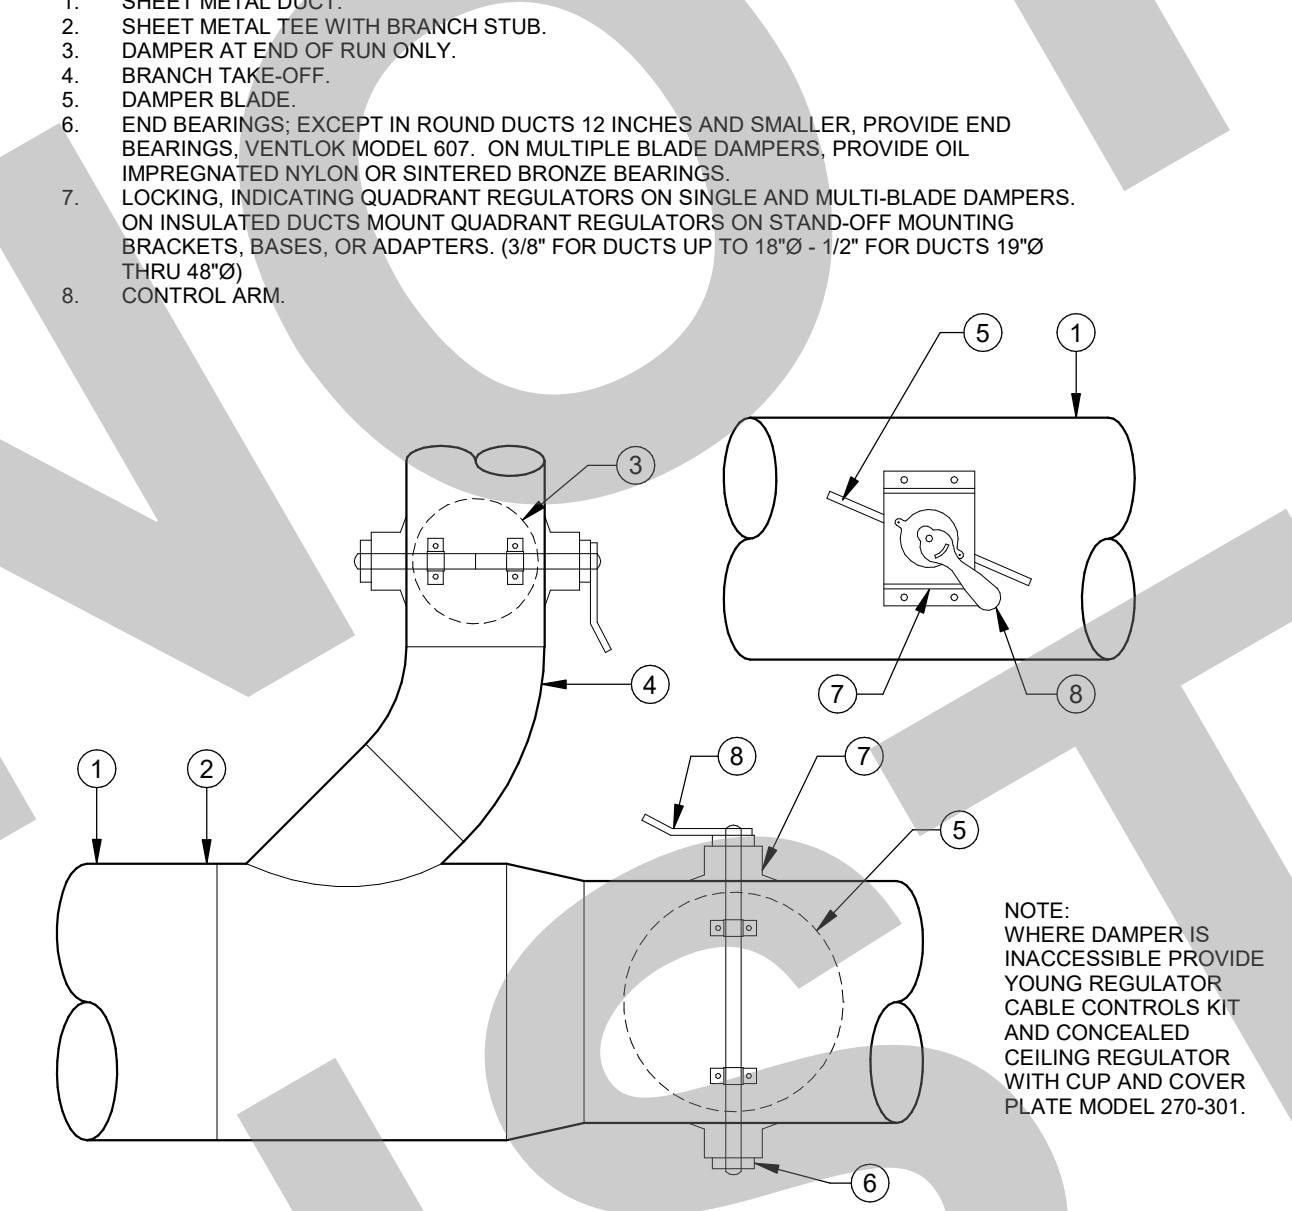 1. SHEET METAL DUCT.
2. SHEET METAL TEE WITH BRANCH STUB.
3. DAMPER AT END OF RUN ONLY.
4. BRANCH TAKE-OFF.
5. DAMPER BLADE.
6. END BEARINGS; EXCEPT IN ROUND DUCTS 12 INCHES AND SMALLER, PROVIDE END
BEARINGS, VENTLOK MODEL 607. ON MULTIPLE BLADE DAMPERS, PROVIDE OIL
IMPREGNATED NYLON OR SINTERED BRONZE BEARINGS.
7. LOCKING, INDICATING QUADRANT REGULATORS ON SINGLE AND MULTI-BLADE DAMPERS.
ON INSULATED DUCTS MOUNT QUADRANT REGULATORS ON STAND-OFF MOUNTING
BRACKETS, BASES, OR ADAPTERS. (3/8" FOR DUCTS UP TO 18"Ø - 1/2" FOR DUCTS 19"Ø
THRU 48"Ø)
8. CONTROL ARM.
5 1
3
4
7 8
1 2
8 7
5
NOTE:
WHERE DAMPER IS
INACCESSIBLE PROVIDE
YOUNG REGULATOR
CABLE CONTROLS KIT
AND CONCEALED
CEILING REGULATOR
WITH CUP AND COVER
PLATE MODEL 270-301.
6